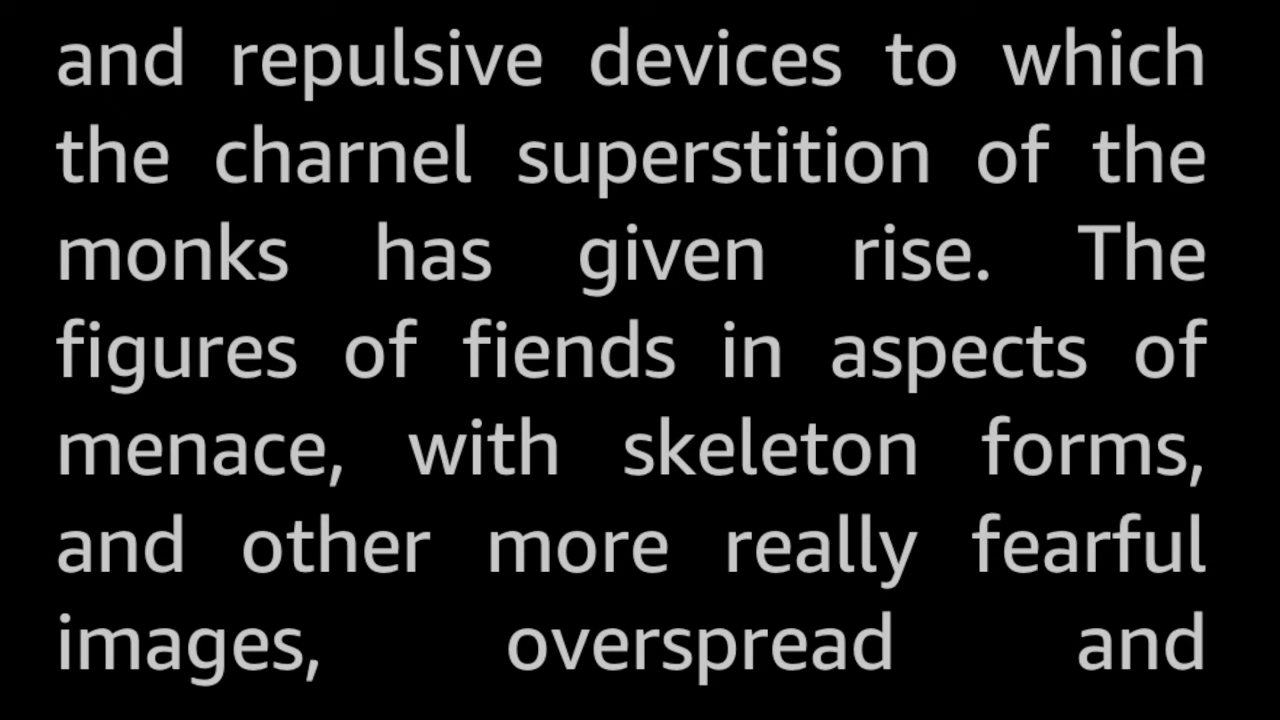 and repulsive devices to which
the charnel superstition of the
monks has given rise. The
figures of fiends in aspects of
menace, with skeleton forms,
and other more really fearful
images, overspread and